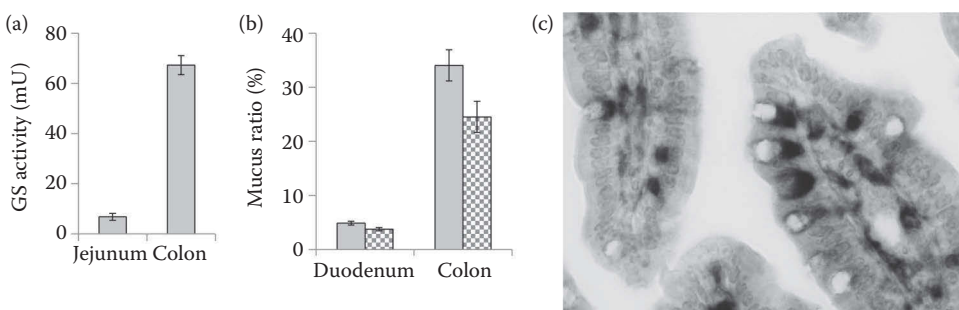 (a)
GS activity (mU)
80
60
40
20
0
Jejunum Colon
(b)
Mucus ratio (%)
40
30
20
10
0
Duodenum Colon
(c)